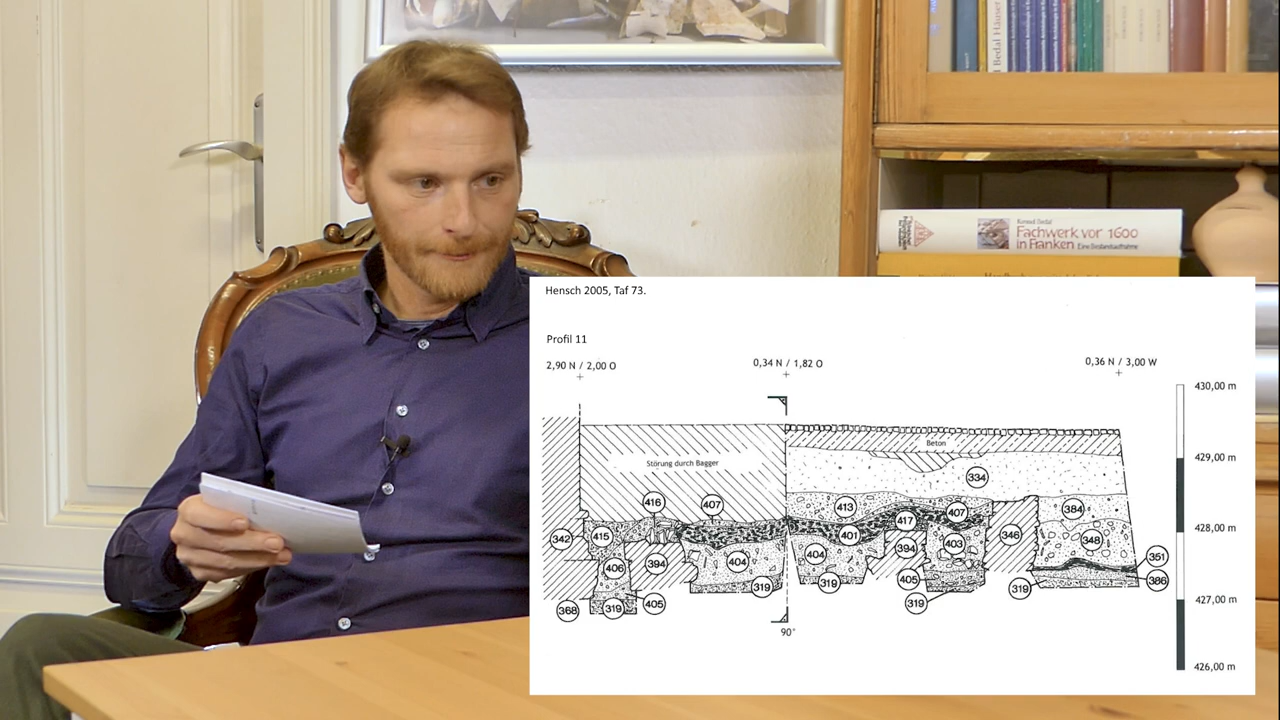 Bedal Häuser
Konrad Bedal
Fachwerk vor 1600
in Franken Eine Bestandsaufnahme
Hensch 2005, Taf 73.
Profil 11
2,90 N / 2,00 O
0,34 N / 1,82 O
0,36 N / 3,00 W
430,00 m
Beton
429,00 m
Störung durch Bagger
334
416
407
413
407
384
417
428,00 m
342
415
401
346
348
394
403
351
404
404
394
406
386
319
319
405
319
405
319
368
319
427,00 m
90°
426,00 m